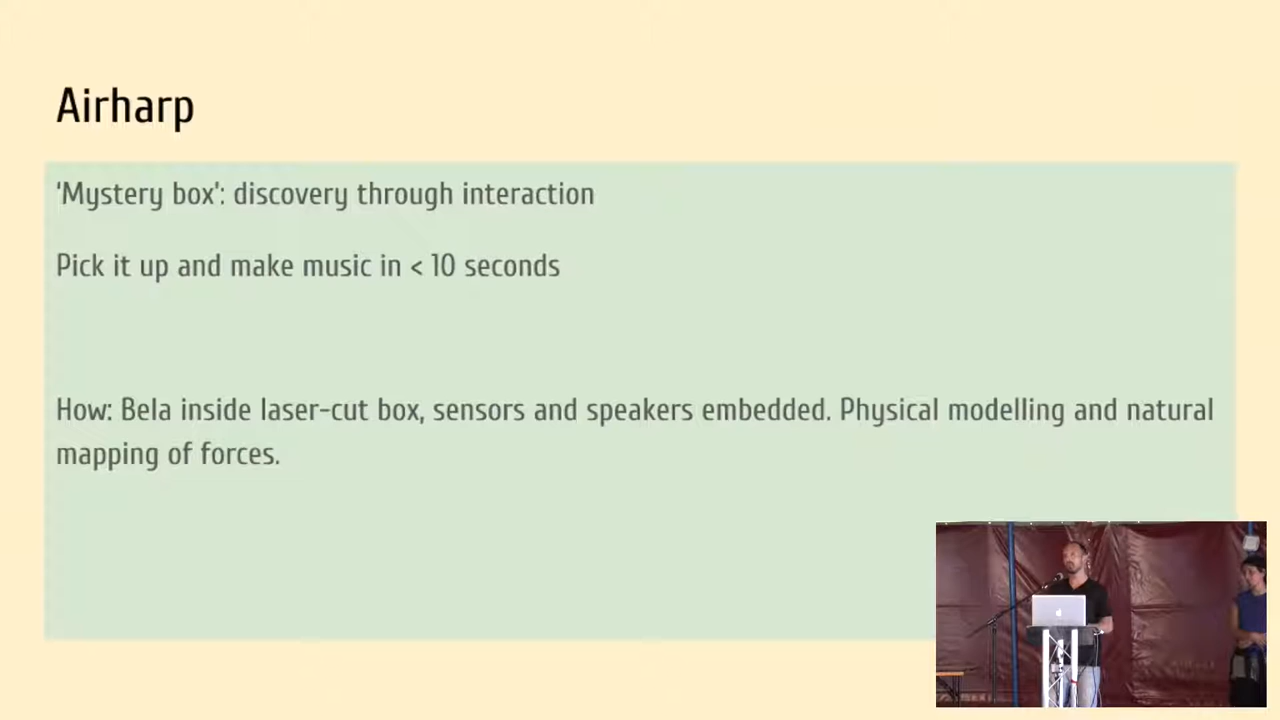 Airharp
‘Mystery box’: discovery through interaction
Pick it up and make music in < 10 seconds
How: Bela inside laser-cut box, sensors and speakers embedded. Physical modelling and natural
mapping of forces.